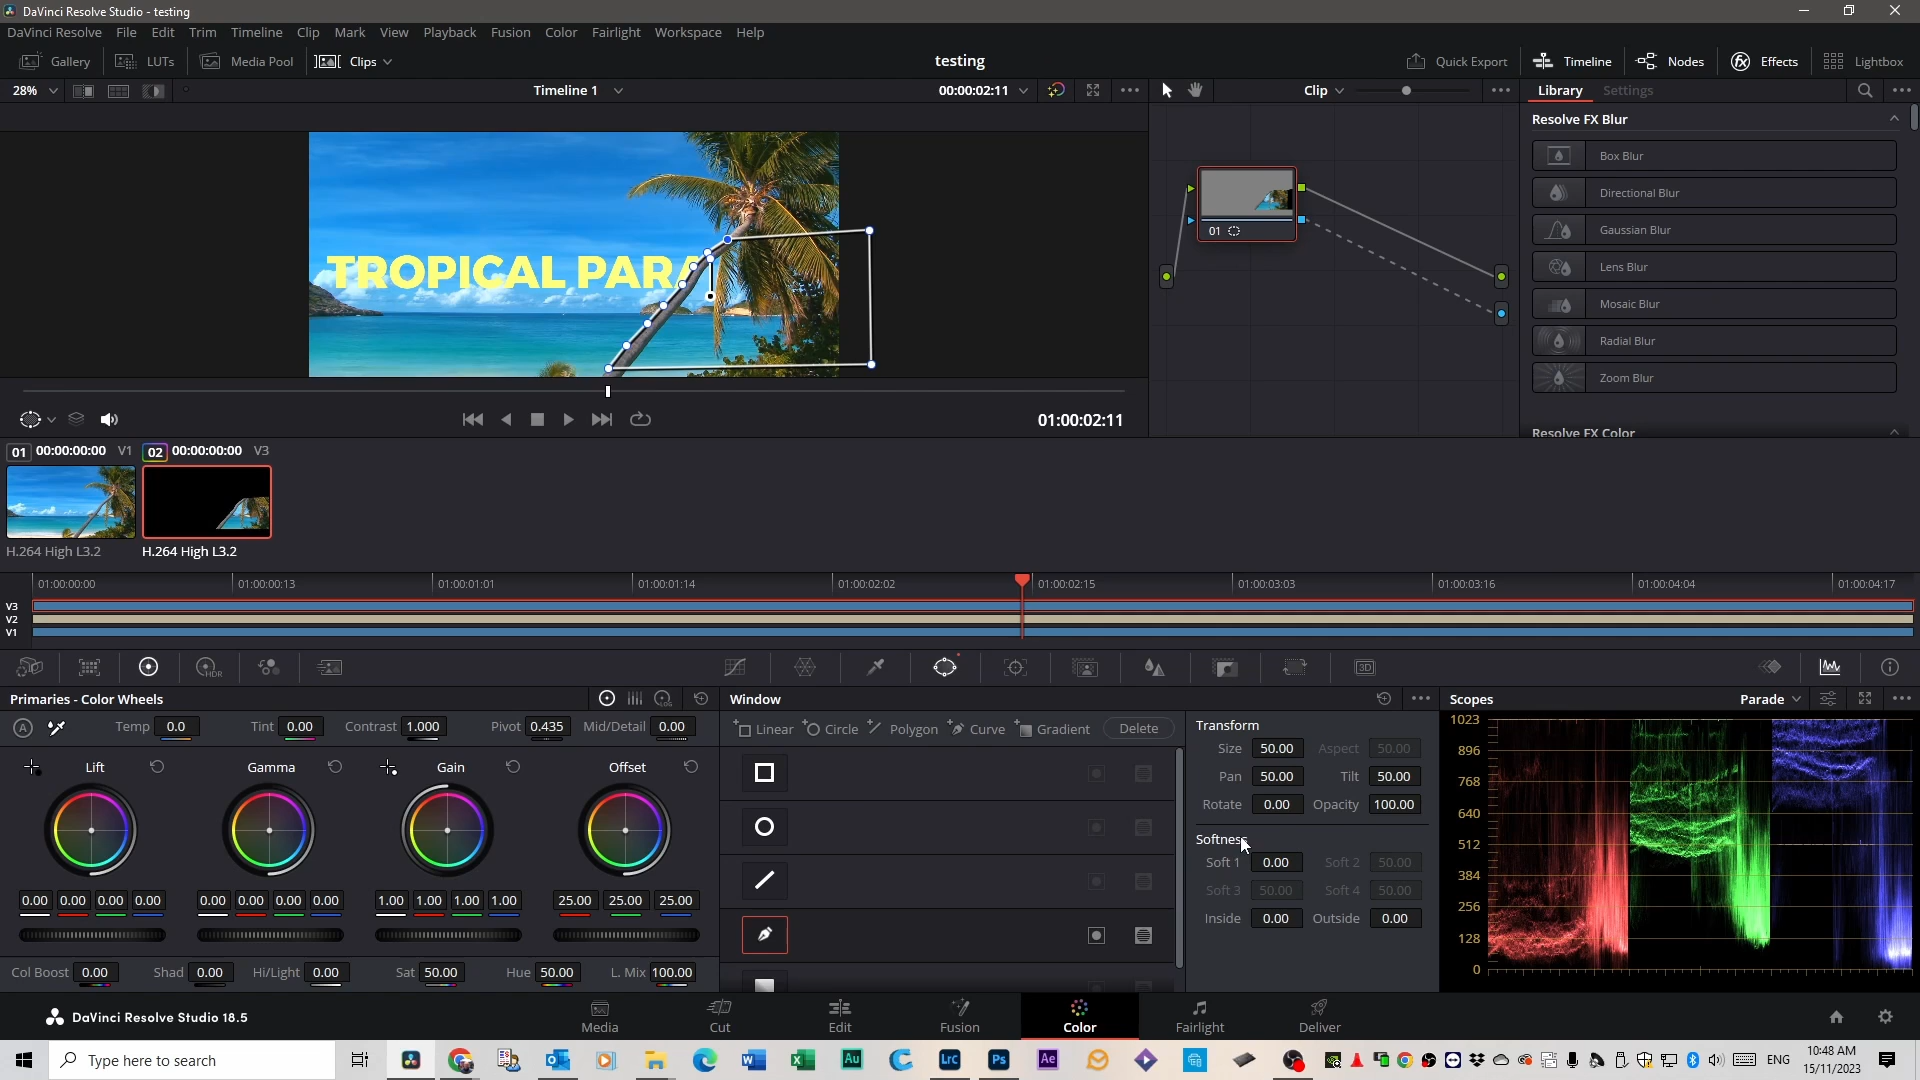 DaVinci Resolve Studio - testing
DaVinci Resolve File Edit Trim Timeline Clip Mark View Playback Fusion Color Fairlight Workspace Help
Gallery LUTs Media Pool Clips testing Quick Export Timeline Nodes Effects Lightbox
28% Timeline 1 00:00:02:11 Clip Library Settings
Resolve FX Blur
Box Blur
Directional Blur
Gaussian Blur
Lens Blur
Mosaic Blur
Radial Blur
Zoom Blur
Resolve FX Color
TROPICAL PARA
01
01:00:02:11
01 00:00:00:00 V1 02 00:00:00:00 V3
H.264 High L3.2 H.264 High L3.2
01:00:00:00 01:00:00:13 01:00:01:01 01:00:01:14 01:00:02:02 01:00:02:15 01:00:03:03 01:00:03:16 01:00:04:04 01:00:04:17
V3
V2
V1
HDR 3D
Primaries - Color Wheels LOG
A Temp 0.0 Tint 0.00 Contrast 1.000 Pivot 0.435 Mid/Detail 0.00
Lift Gamma Gain Offset
0.00 0.00 0.00 0.00 0.00 0.00 0.00 0.00 1.00 1.00 1.00 1.00 25.00 25.00 25.00
Col Boost 0.00 Shad 0.00 Hi/Light 0.00 Sat 50.00 Hue 50.00 L. Mix 100.00
Window
Linear Circle Polygon Curve Gradient Delete
Transform
Size 50.00 Aspect 50.00
Pan 50.00 Tilt 50.00
Rotate 0.00 Opacity 100.00
Softness
Soft 1 0.00 Soft 2 50.00
Soft 3 50.00 Soft 4 50.00
Inside 0.00 Outside 0.00
Scopes Parade
1023
896
768
640
512
384
256
128
0
DaVinci Resolve Studio 18.5
Media Cut Edit Fusion Color Fairlight Deliver
Type here to search
Lrc Ps Ae Au
ENG
10:48 AM
15/11/2023